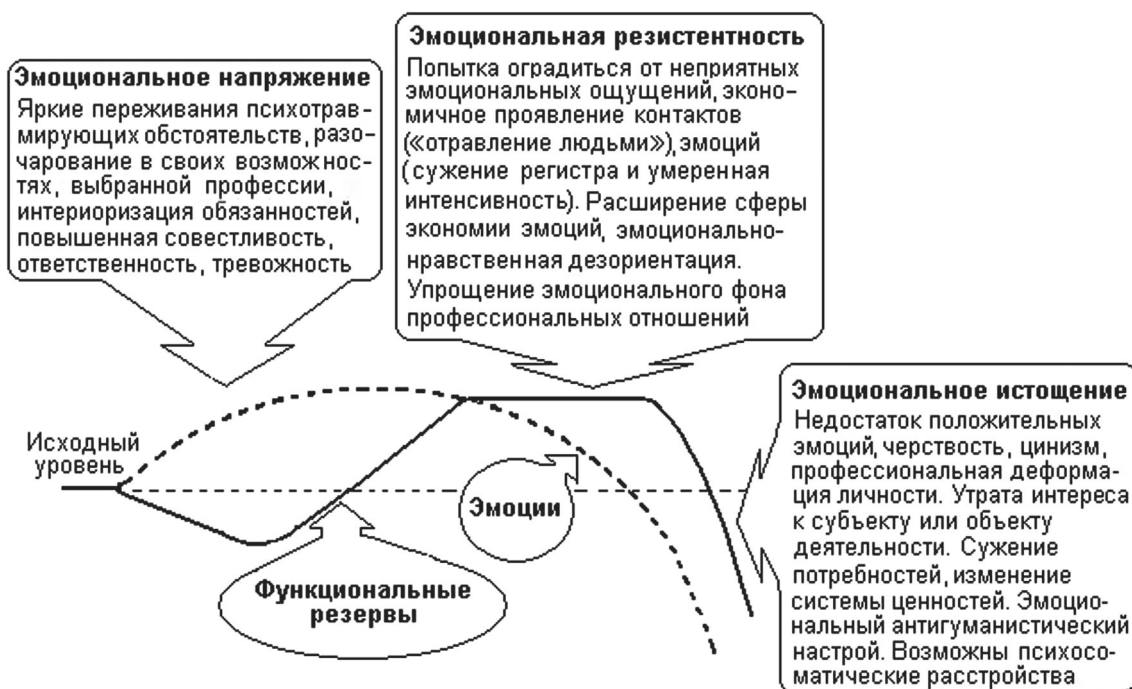 Эмоциональное напряжение
Яркие переживания психотрав-
мирующих обстоятельств, разо-
чарование в своих возможнос-
тях, выбранной профессии,
интериоризация обязанностей,
повышенная совестливость,
ответственность, тревожность
Эмоциональная резистентность
Попытка оградиться от неприятных
эмоциональных ощущений, эконо-
мичное проявление контактов
(«отравление людьми»), эмоций
(сужение регистра и умеренная
интенсивность). Расширение сферы
экономии эмоций, эмоционально-
нравственная дезориентация.
Упрощение эмоционального фона
профессиональных отношений
Эмоциональное истощение
Недостаток положительных
эмоций, черствость, цинизм,
профессиональная деформа-
ция личности. Утрата интереса
к субъекту или объекту
деятельности. Сужение
потребностей, изменение
системы ценностей. Эмоцио-
нальный антигуманистический
настрой. Возможны психосо-
матические расстройства
Исходный
уровень
Эмоции
Функциональные
резервы